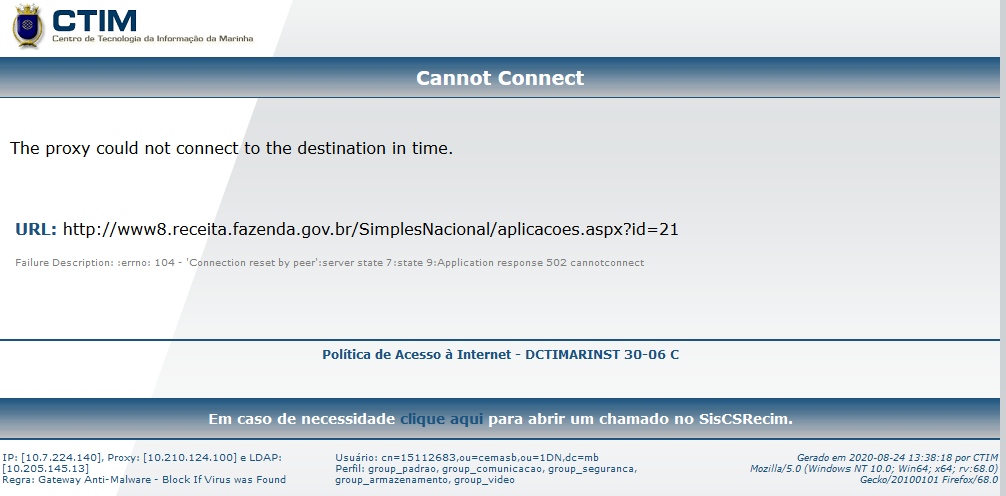 CTIM
Centro de Tecnologia da Informação da Marinha
Cannot Connect
The proxy could not connect to the destination in time.
URL: http://www8.receita.fazenda.gov.br/SimplesNacional/aplicacoes.aspx?id=21
Failure Description: :errno: 104 - 'Connection reset by peer':server state 7:state 9:Application response 502 cannotconnect
Política de Acesso à Internet - DCTIMARINST 30-06 C
Em caso de necessidade clique aqui para abrir um chamado no SisCSRecim.
IP: [10.7.224.140], Proxy: [10.210.124.100] e LDAP:
[10.205.145.13]
Regra: Gateway Anti-Malware - Block If Virus was Found
Usuário: cn=15112683,ou=cemasb,ou=1DN,dc=mb
Perfil: group_padrao, group_comunicacao, group_seguranca,
group_armazenamento, group_video
Gerado em 2020-08-24 13:38:18 por CTIM
Mozilla/5.0 (Windows NT 10.0; Win64; x64; rv:68.0)
Gecko/20100101 Firefox/68.0